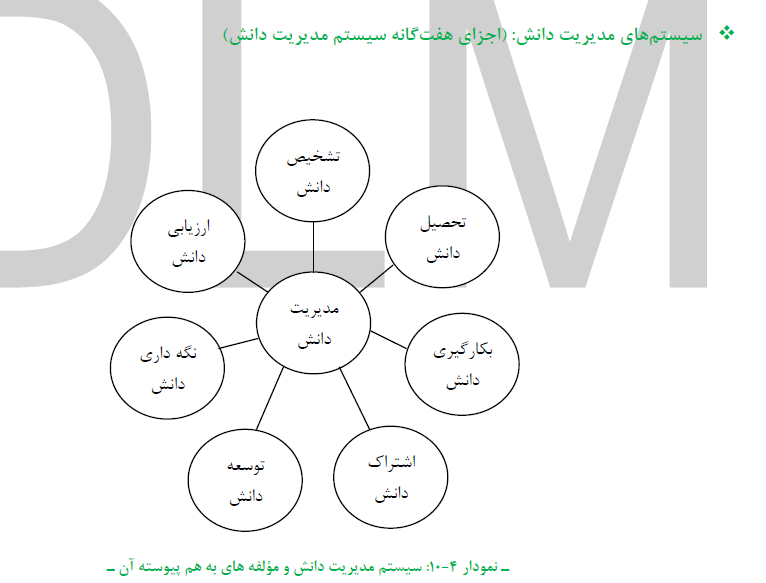 ❖ سیستم‌های مدیریت دانش: (اجزای هفت‌گانه سیستم مدیریت دانش)
DLM
تشخیص
دانش
تحصیل
دانش
ارزیابی
دانش
مدیریت
دانش
بکارگیری
دانش
نگه داری
دانش
اشتراک
دانش
توسعه
دانش
ـ نمودار ۴-۱۰: سیستم مدیریت دانش و مؤلفه های به هم پیوسته آن ـ